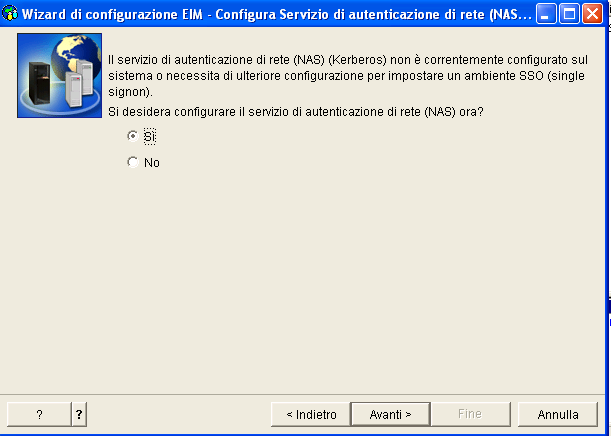 Wizard di configurazione EIM - Configura Servizio di autenticazione di rete (NAS...
Il servizio di autenticazione di rete (NAS) (Kerberos) non è correntemente configurato sul
sistema o necessita di ulteriore configurazione per impostare un ambiente SSO (single
signon).
Si desidera configurare il servizio di autenticazione di rete (NAS) ora?
Sì
No
? ? < Indietro Avanti > Fine Annulla